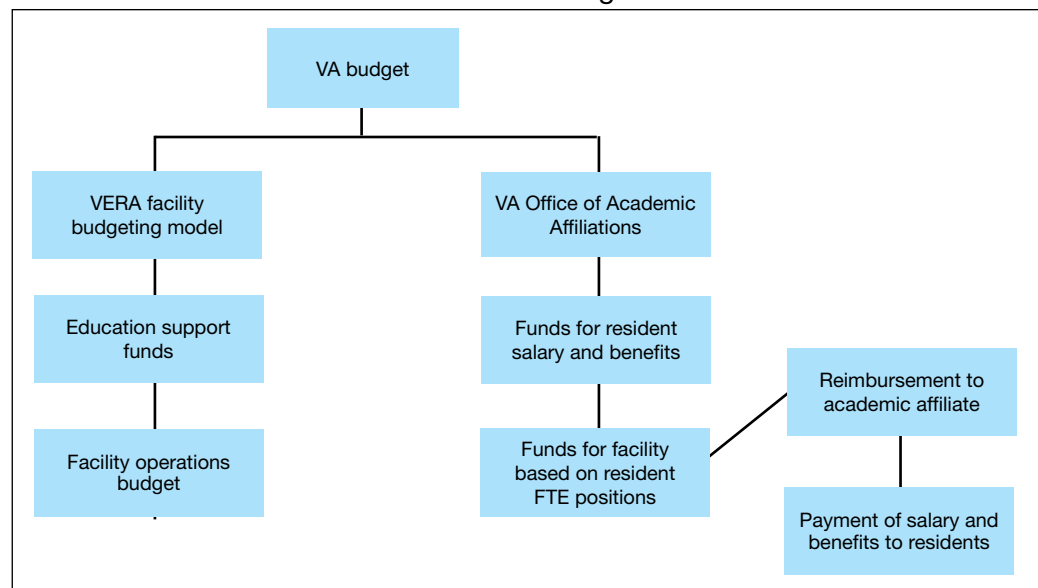 VA budget
VERA facility
budgeting model
VA Office of Academic
Affiliations
Education support
funds
Funds for resident
salary and benefits
Reimbursement to
academic affiliate
Facility operations
budget
Funds for facility
based on resident
FTE positions
Payment of salary and
benefits to residents